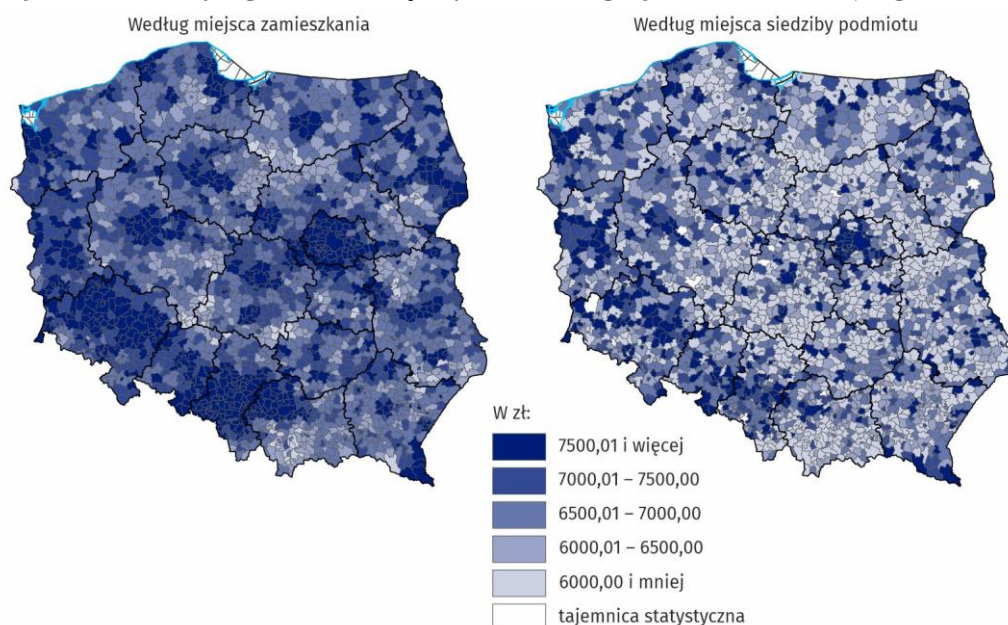 Według miejsca zamieszkania
Według miejsca siedziby podmiotu
W zł:
7500,01 i więcej
7000,01 – 7500,00
6500,01 – 7000,00
6000,01 – 6500,00
6000,00 i mniej
tajemnica statystyczna